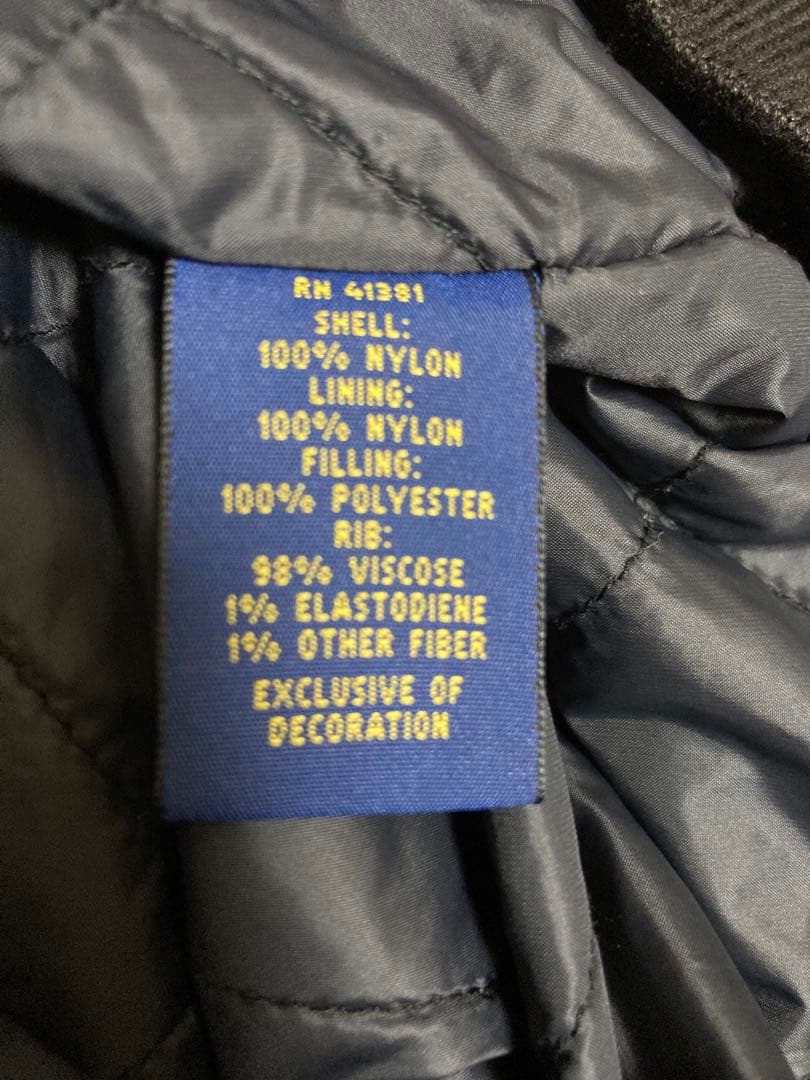 RN 41381
SHELL:
100% NYLON
LINING:
100% NYLON
FILLING:
100% POLYESTER
RIB:
98% VISCOSE
1% ELASTODIENE
1% OTHER FIBER
EXCLUSIVE OF
DECORATION